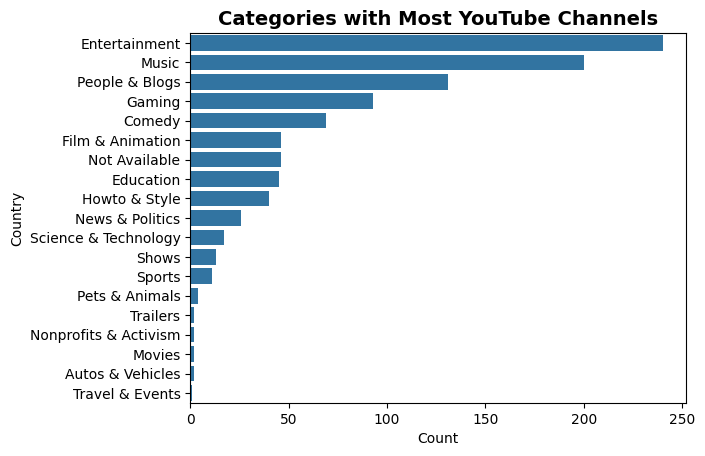 Categories with Most YouTube Channels
Entertainment
Music
People & Blogs
Gaming
Comedy
Film & Animation
Not Available
Education
Howto & Style
News & Politics
Science & Technology
Shows
Sports
Pets & Animals
Trailers
Nonprofits & Activism
Movies
Autos & Vehicles
Travel & Events
Country
0 50 100 150 200 250
Count